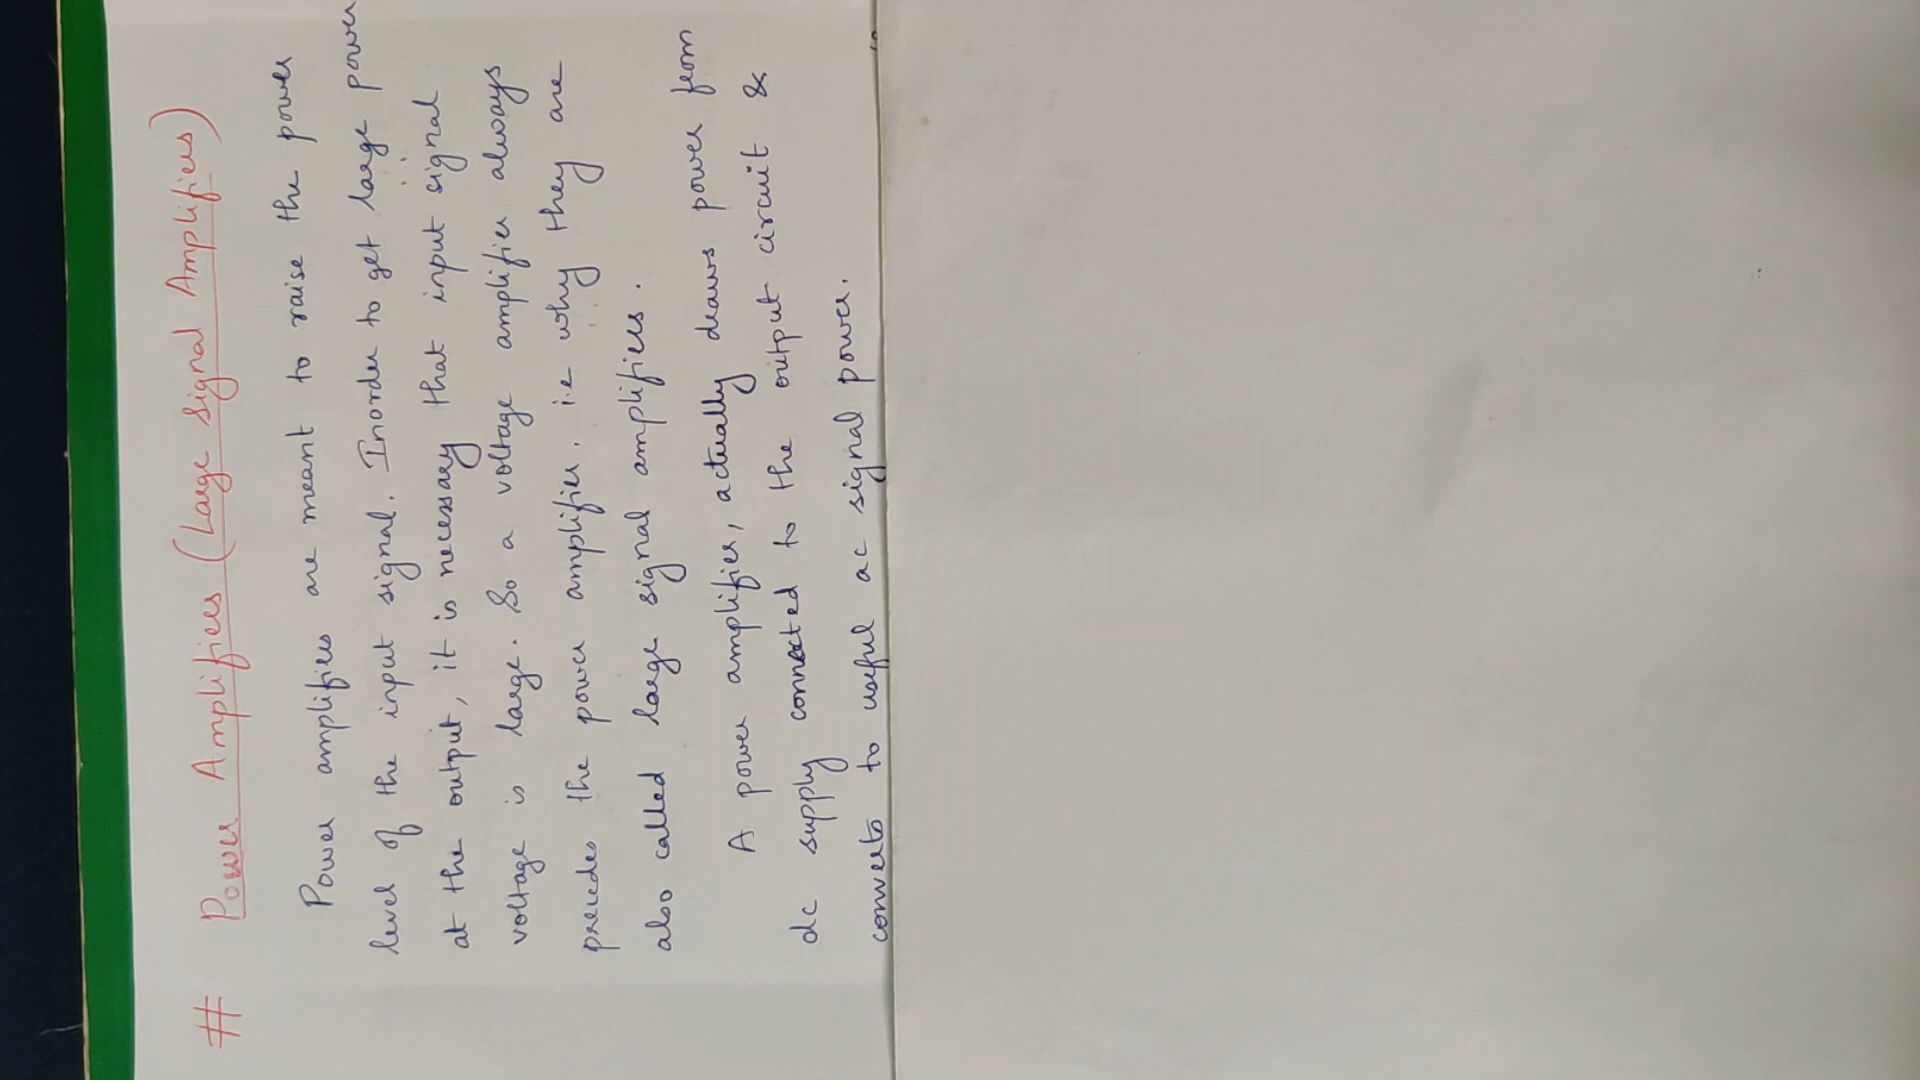 # Power Amplifiers (Large Signal Amplifiers)
Power amplifiers are meant to raise the power
level of the input signal. Inorder to get large power
at the output, it is necessary that input signal
voltage is large. So a voltage amplifier always
precedes the power amplifier. i.e why they are
also called large signal amplifiers.
A power amplifier, actually draws power from
dc supply connected to the output circuit &
converts to useful ac signal power.